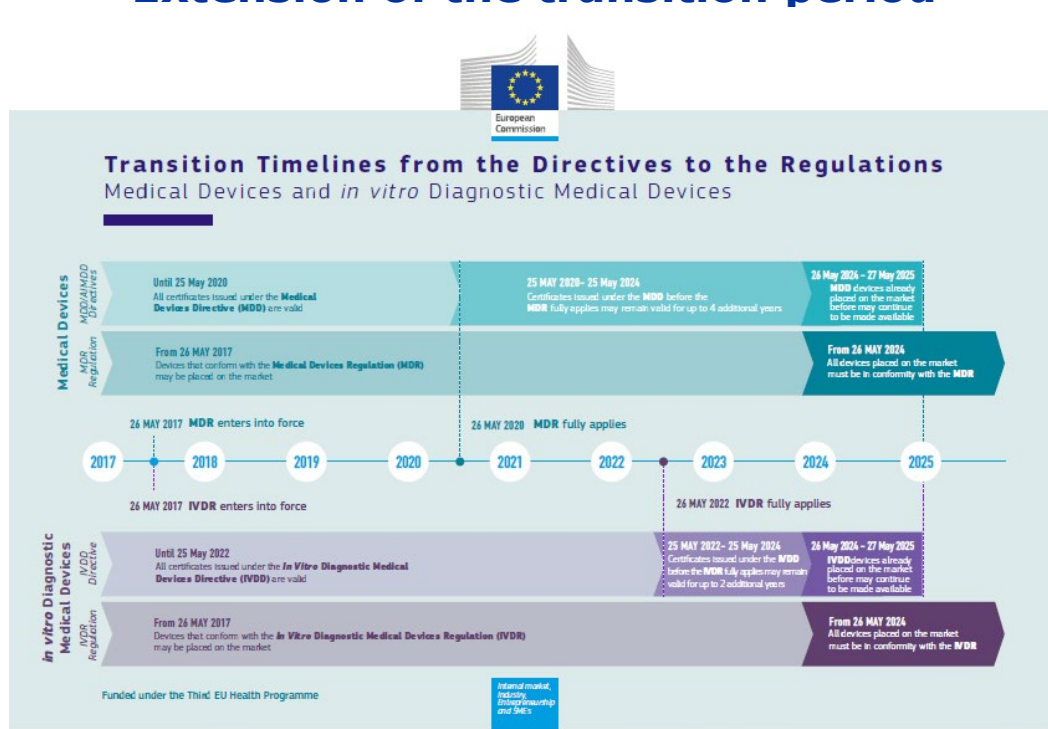 Extension of the transition period
European
Commission
Transition Timelines from the Directives to the Regulations
Medical Devices and in vitro Diagnostic Medical Devices
Medical Devices
MDD/AIMDD
Directives
Until 25 May 2020
All certificates issued under the Medical
Devices Directive (MDD) are valid
25 MAY 2020- 25 May 2024
Certificates issued under the MDD before the
MDR fully applies may remain valid for up to 4 additional years
26 May 2024 - 27 May 2025
MDD devices already
placed on the market
before may continue
to be made available
MDR
Regulation
From 26 MAY 2017
Devices that conform with the Medical Devices Regulation (MDR)
may be placed on the market
From 26 MAY 2024
All devices placed on the market
must be in conformity with the MDR
26 MAY 2017 MDR enters into force
26 MAY 2020 MDR fully applies
2017 2018 2019 2020 2021 2022 2023 2024 2025
26 MAY 2017 IVDR enters into force
26 MAY 2022 IVDR fully applies
in vitro Diagnostic
Medical Devices
IVDD
Directive
Until 25 May 2022
All certificates issued under the In Vitro Diagnostic Medical
Devices Directive (IVDD) are valid
25 MAY 2022- 25 May 2024
Certificates issued under the IVDD
before the IVDR fully applies may remain
valid for up to 2 additional years
26 May 2024 - 27 May 2025
IVDDdevices already
placed on the market
before may continue
to be made available
IVDR
Regulation
From 26 MAY 2017
Devices that conform with the In Vitro Diagnostic Medical Devices Regulation (IVDR)
may be placed on the market
From 26 MAY 2024
All devices placed on the market
must be in conformity with the IVDR
Funded under the Third EU Health Programme
Internal market,
Industry,
Entrepreneurship
and SMEs